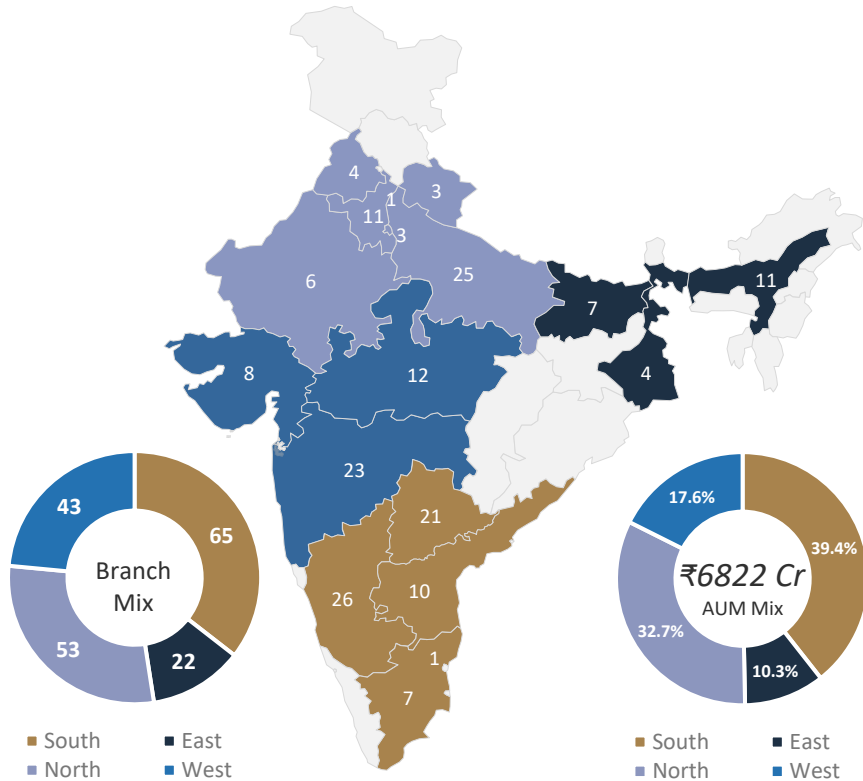 4
1
3
11
3
6
25
7
11
8
12
4
23
21
26
10
1
7
43
65
Branch
Mix
53
22
South
East
North
West
17.6%
39.4%
₹6822 Cr
AUM Mix
32.7%
10.3%
South
East
North
West